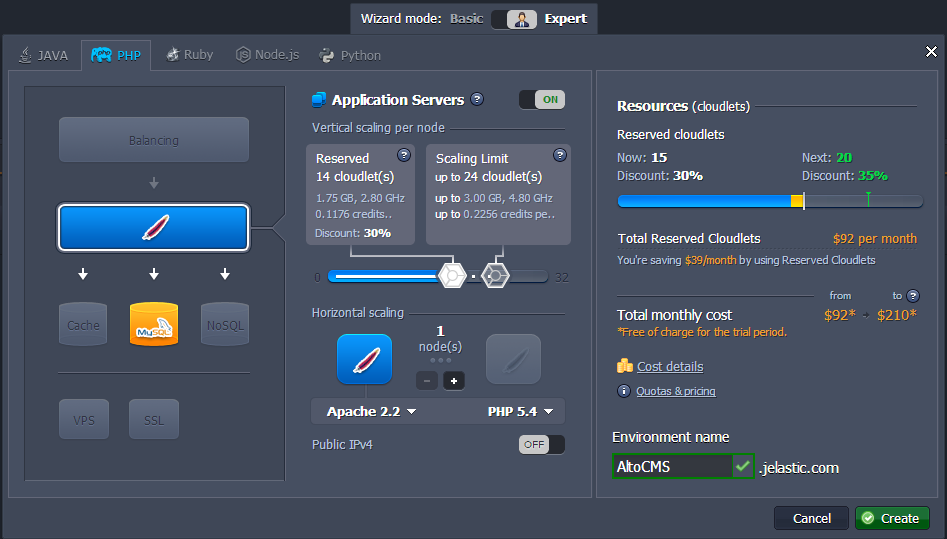 Wizard mode: Basic Expert
JAVA
php PHP
Ruby
Node.js
Python
Balancing
Cache
MySQL
NoSQL
VPS
SSL
Application Servers ? ON
Vertical scaling per node
Reserved ?
14 cloudlet(s)
1.75 GB, 2.80 GHz
0.1176 credits..
Discount: 30%
Scaling Limit ?
up to 24 cloudlet(s)
up to 3.00 GB, 4.80 GHz
up to 0.2256 credits pe..
0 32
Horizontal scaling
1
node(s)
- +
Apache 2.2 PHP 5.4
Public IPv4 OFF
Resources (cloudlets)
Reserved cloudlets
Now: 15 Next: 20
Discount: 30% Discount: 35%
Total Reserved Cloudlets $92 per month
You're saving $39/month by using Reserved Cloudlets
from to ?
Total monthly cost $92* $210*
*Free of charge for the trial period.
Cost details
Quotas & pricing
Environment name
AltoCMS .jelastic.com
Cancel Create